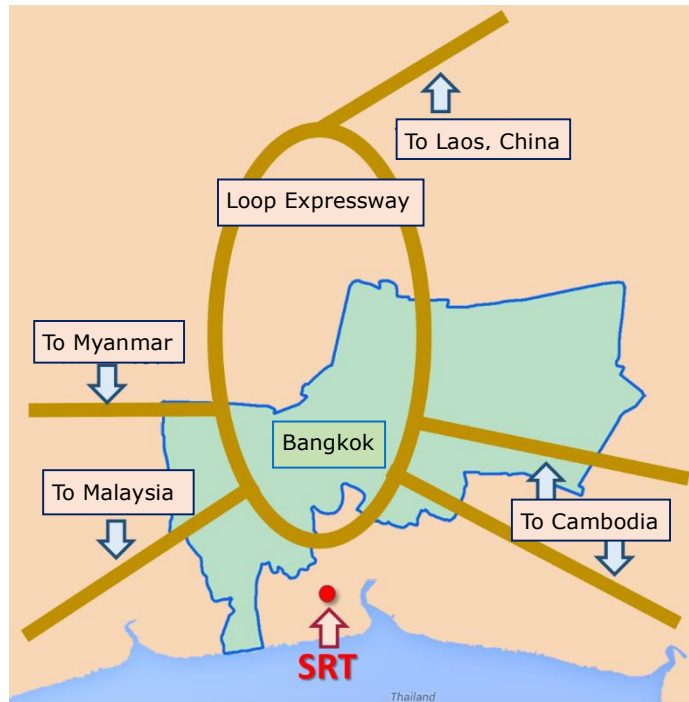 To Laos, China
Loop Expressway
To Myanmar
Bangkok
To Malaysia
To Cambodia
SRT
Thailand